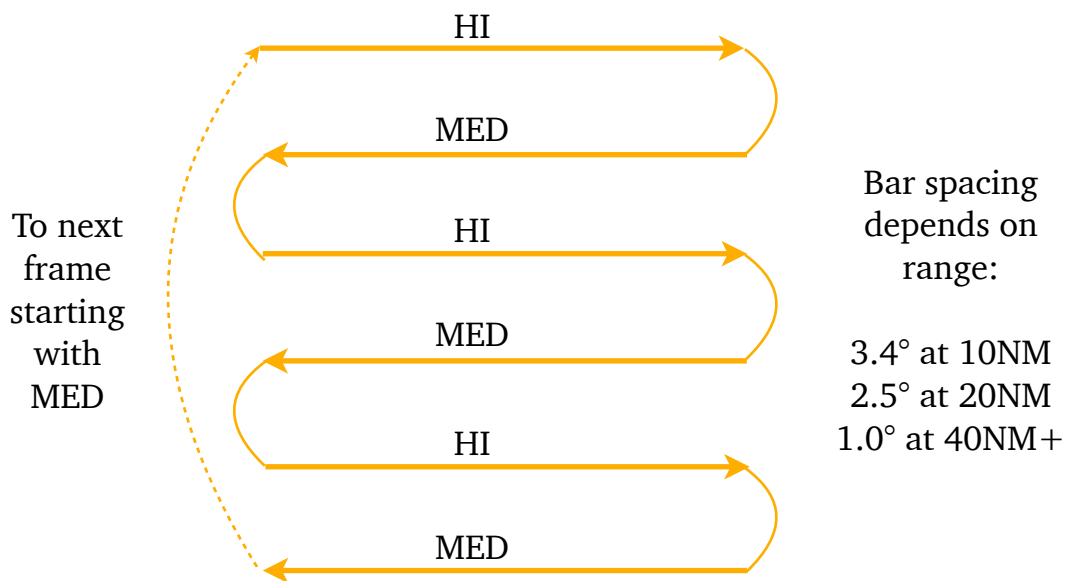 HI
MED
HI
MED
HI
MED
To next
frame
starting
with
MED
Bar spacing
depends on
range:
3.4° at 10NM
2.5° at 20NM
1.0° at 40NM+